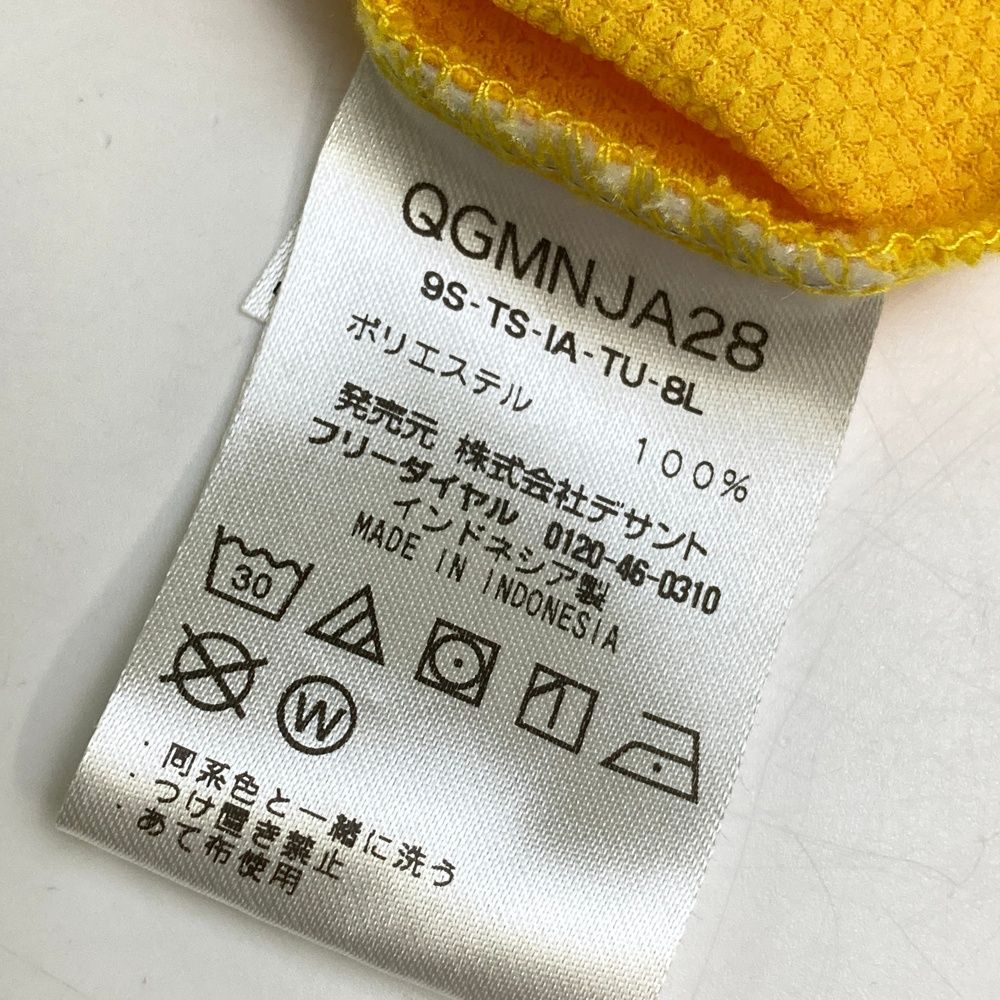 QGMNJA28
9S-TS-IA-TU-8L
ポリエステル 100%
発売元 株式会社デサント
フリーダイヤル 0120-46-0310
インドネシア製
MADE IN INDONESIA
30
W
・同系色と一緒に洗う
・つけ置き禁止
・あて布使用